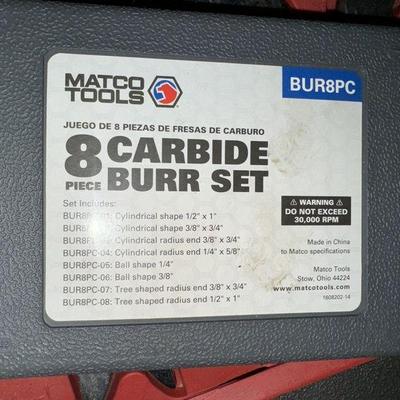 MATCO
TOOLS
BUR8PC
JUEGO DE 8 PIEZAS DE FRESAS DE CARBURO
8 PIECE
CARBIDE
BURR SET
Set Includes:
Cylindrical shape 1/2" x 1"
Cylindrical shape 3/8" x 3/4"
Cylindrical radius end 3/8" x 3/4"
BUR8PC-04: Cylindrical radius end 1/4" x 5/8"
BUR8PC-05: Ball shape 1/4"
BUR8PC-06: Ball shape 3/8"
BUR8PC-07: Tree shaped radius end 3/8" x 3/4"
BUR8PC-08: Tree shaped radius end 1/2" x 1"
WARNING
DO NOT EXCEED
30,000 RPM
Made in China
to Matco specifications
Matco Tools
Stow, Ohio 44224
www.matcotools.com
1608202-14